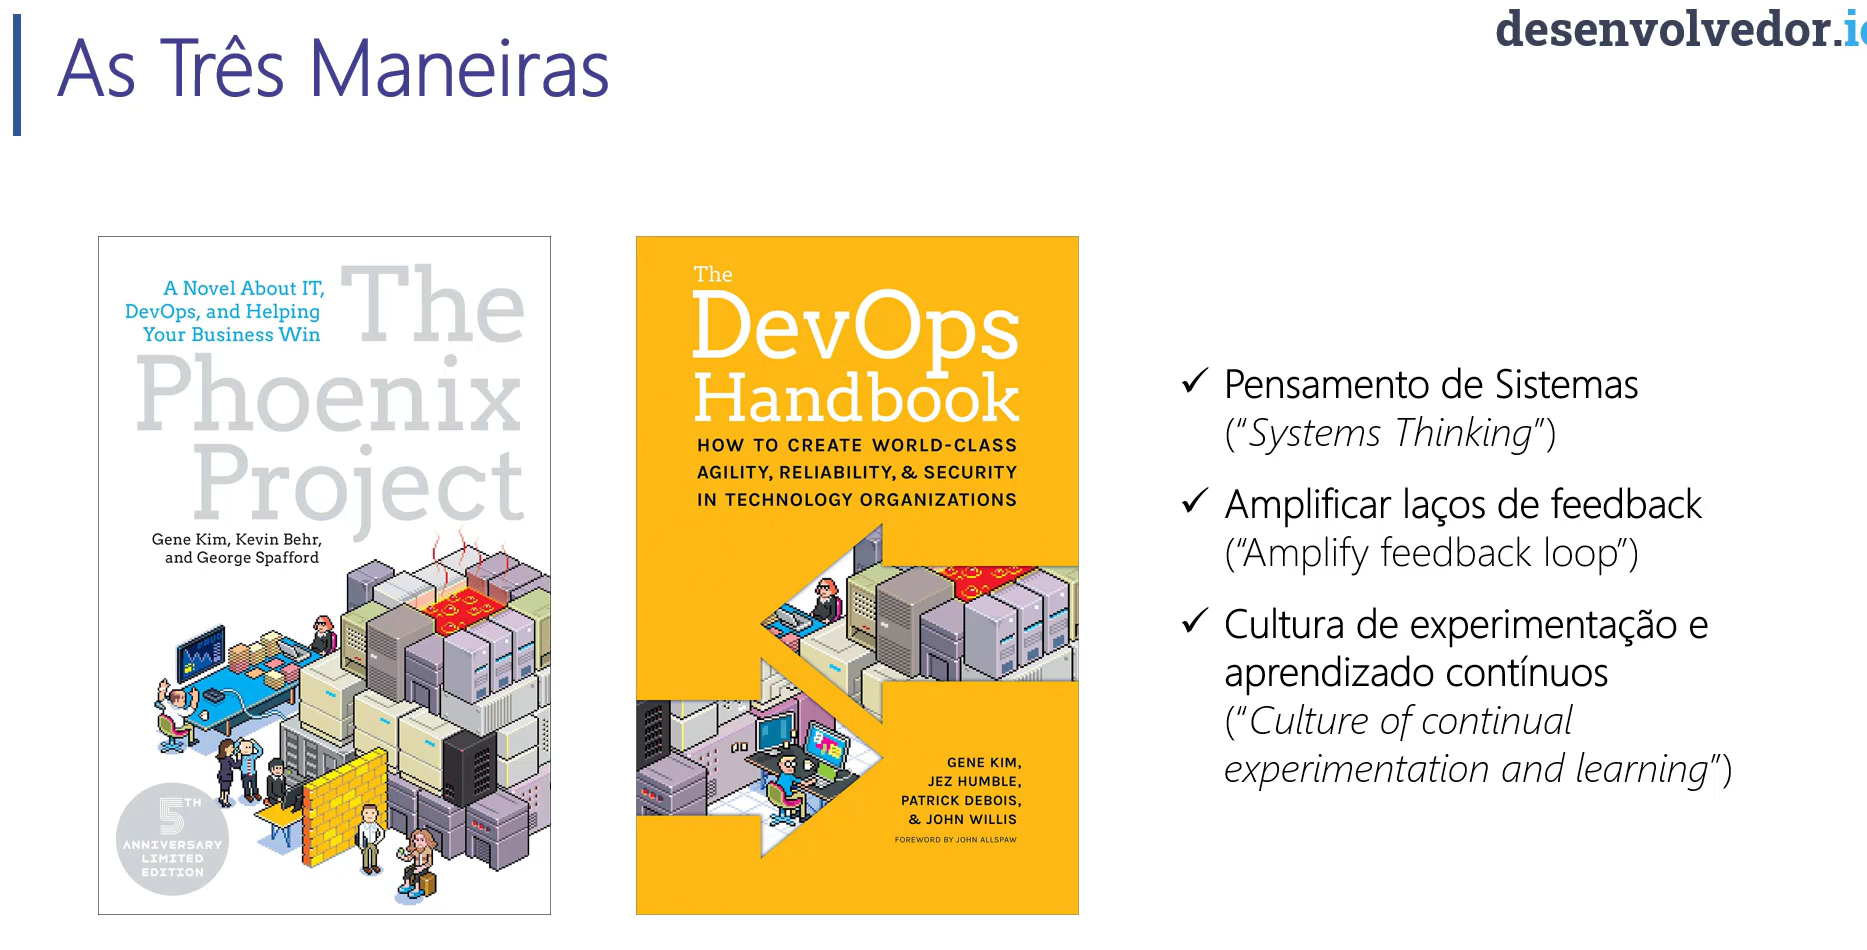 desenvolvedor.io
As Três Maneiras
A Novel About IT,
DevOps, and Helping
Your Business Win
The
Phoenix
Project
Gene Kim, Kevin Behr,
and George Spafford
5TH
ANNIVERSARY
LIMITED
EDITION
The
DevOps
Handbook
HOW TO CREATE WORLD-CLASS
AGILITY, RELIABILITY, & SECURITY
IN TECHNOLOGY ORGANIZATIONS
GENE KIM,
JEZ HUMBLE,
PATRICK DEBOIS,
& JOHN WILLIS
FOREWORD BY JOHN ALLSPAW
✓ Pensamento de Sistemas
(“Systems Thinking”)
✓ Amplificar laços de feedback
(“Amplify feedback loop”)
✓ Cultura de experimentação e
aprendizado contínuos
(“Culture of continual
experimentation and learning”)